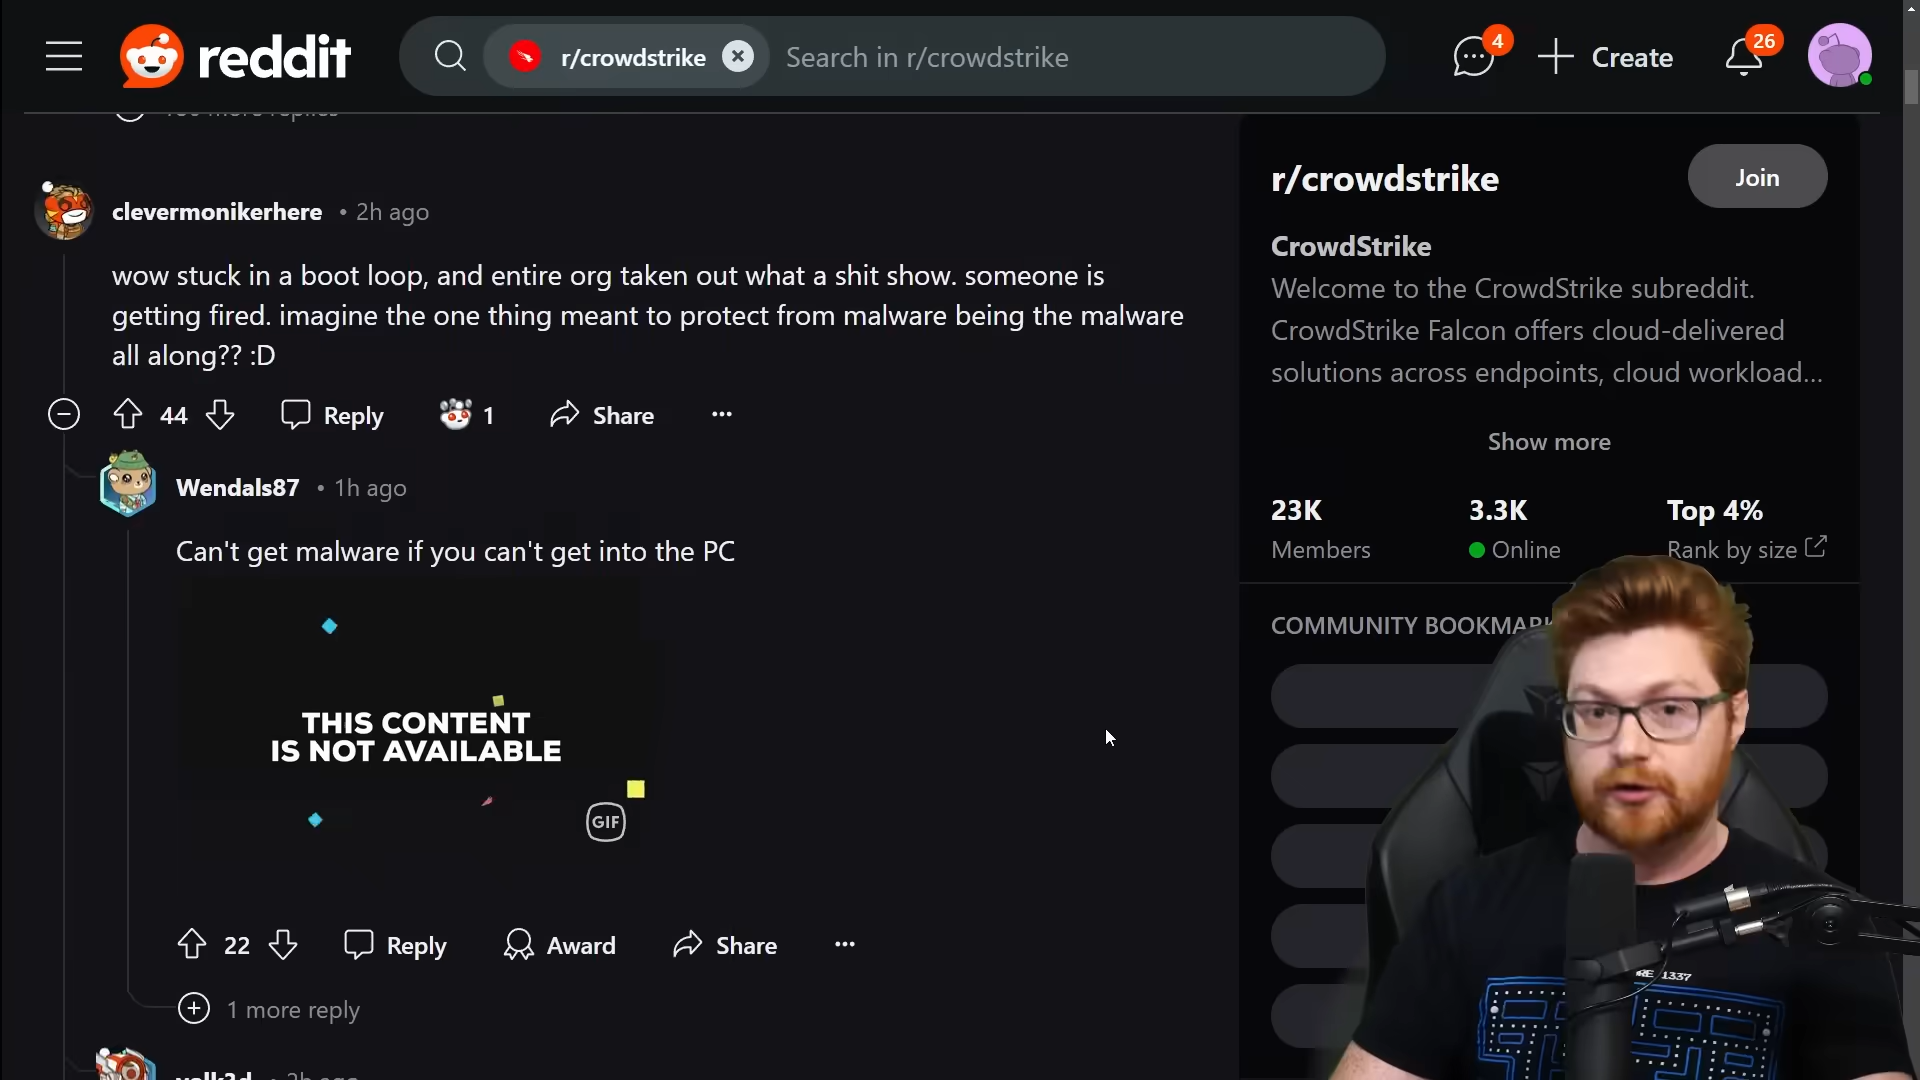 reddit
r/crowdstrike
Search in r/crowdstrike
4
Create
26
clevermonikerhere • 2h ago
wow stuck in a boot loop, and entire org taken out what a shit show. someone is
getting fired. imagine the one thing meant to protect from malware being the malware
all along?? :D
44
Reply
1
Share
Wendals87 • 1h ago
Can't get malware if you can't get into the PC
THIS CONTENT
IS NOT AVAILABLE
GIF
22
Reply
Award
Share
1 more reply
r/crowdstrike
Join
CrowdStrike
Welcome to the CrowdStrike subreddit.
CrowdStrike Falcon offers cloud-delivered
solutions across endpoints, cloud workload...
Show more
23K
Members
3.3K
Online
Top 4%
Rank by size
COMMUNITY
1337